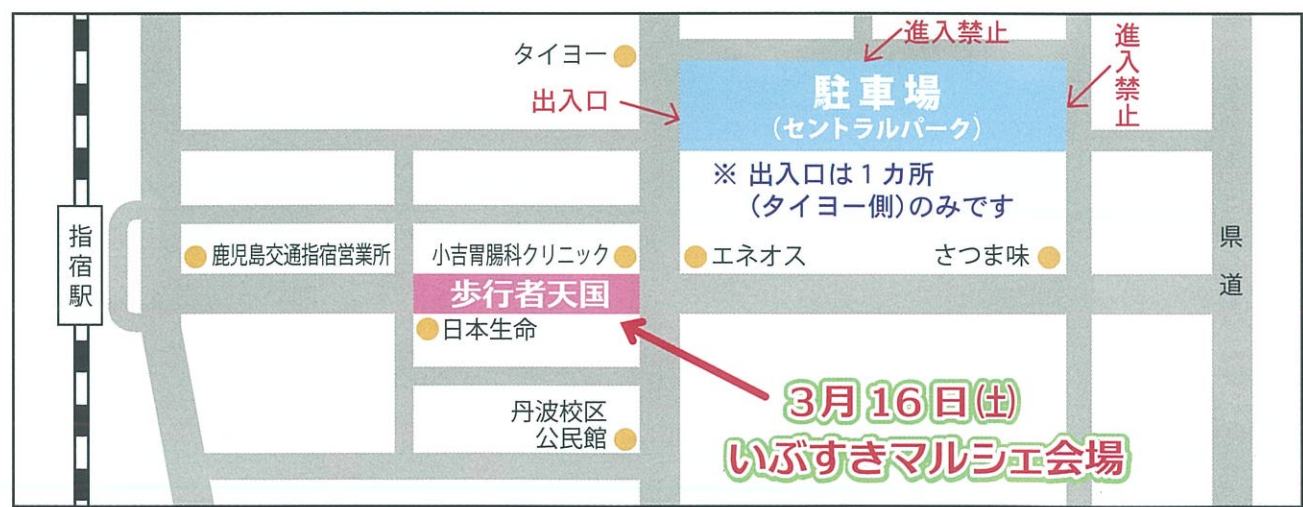 タイヨー
進入禁止
進入禁止
出入口
駐車場
(セントラルパーク)
※ 出入口は1カ所
(タイヨー側)のみです
指宿駅
鹿児島交通指宿営業所
小吉胃腸科クリニック
エネオス
さつま味
県道
歩行者天国
日本生命
丹波校区
公民館
3月16日(土)
いぶすきマルシェ会場